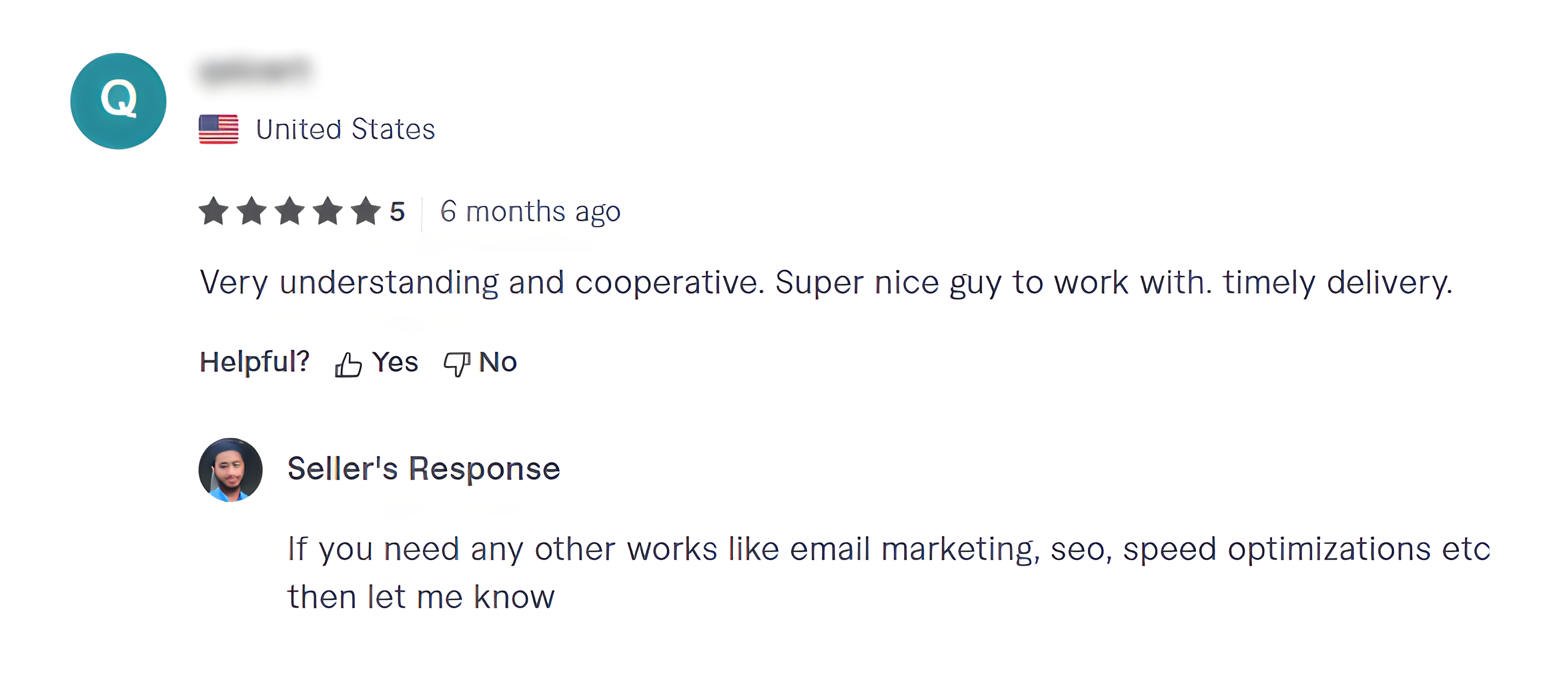 Q
United States
5 6 months ago
Very understanding and cooperative. Super nice guy to work with. timely delivery.
Helpful? Yes No
Seller's Response
If you need any other works like email marketing, seo, speed optimizations etc
then let me know